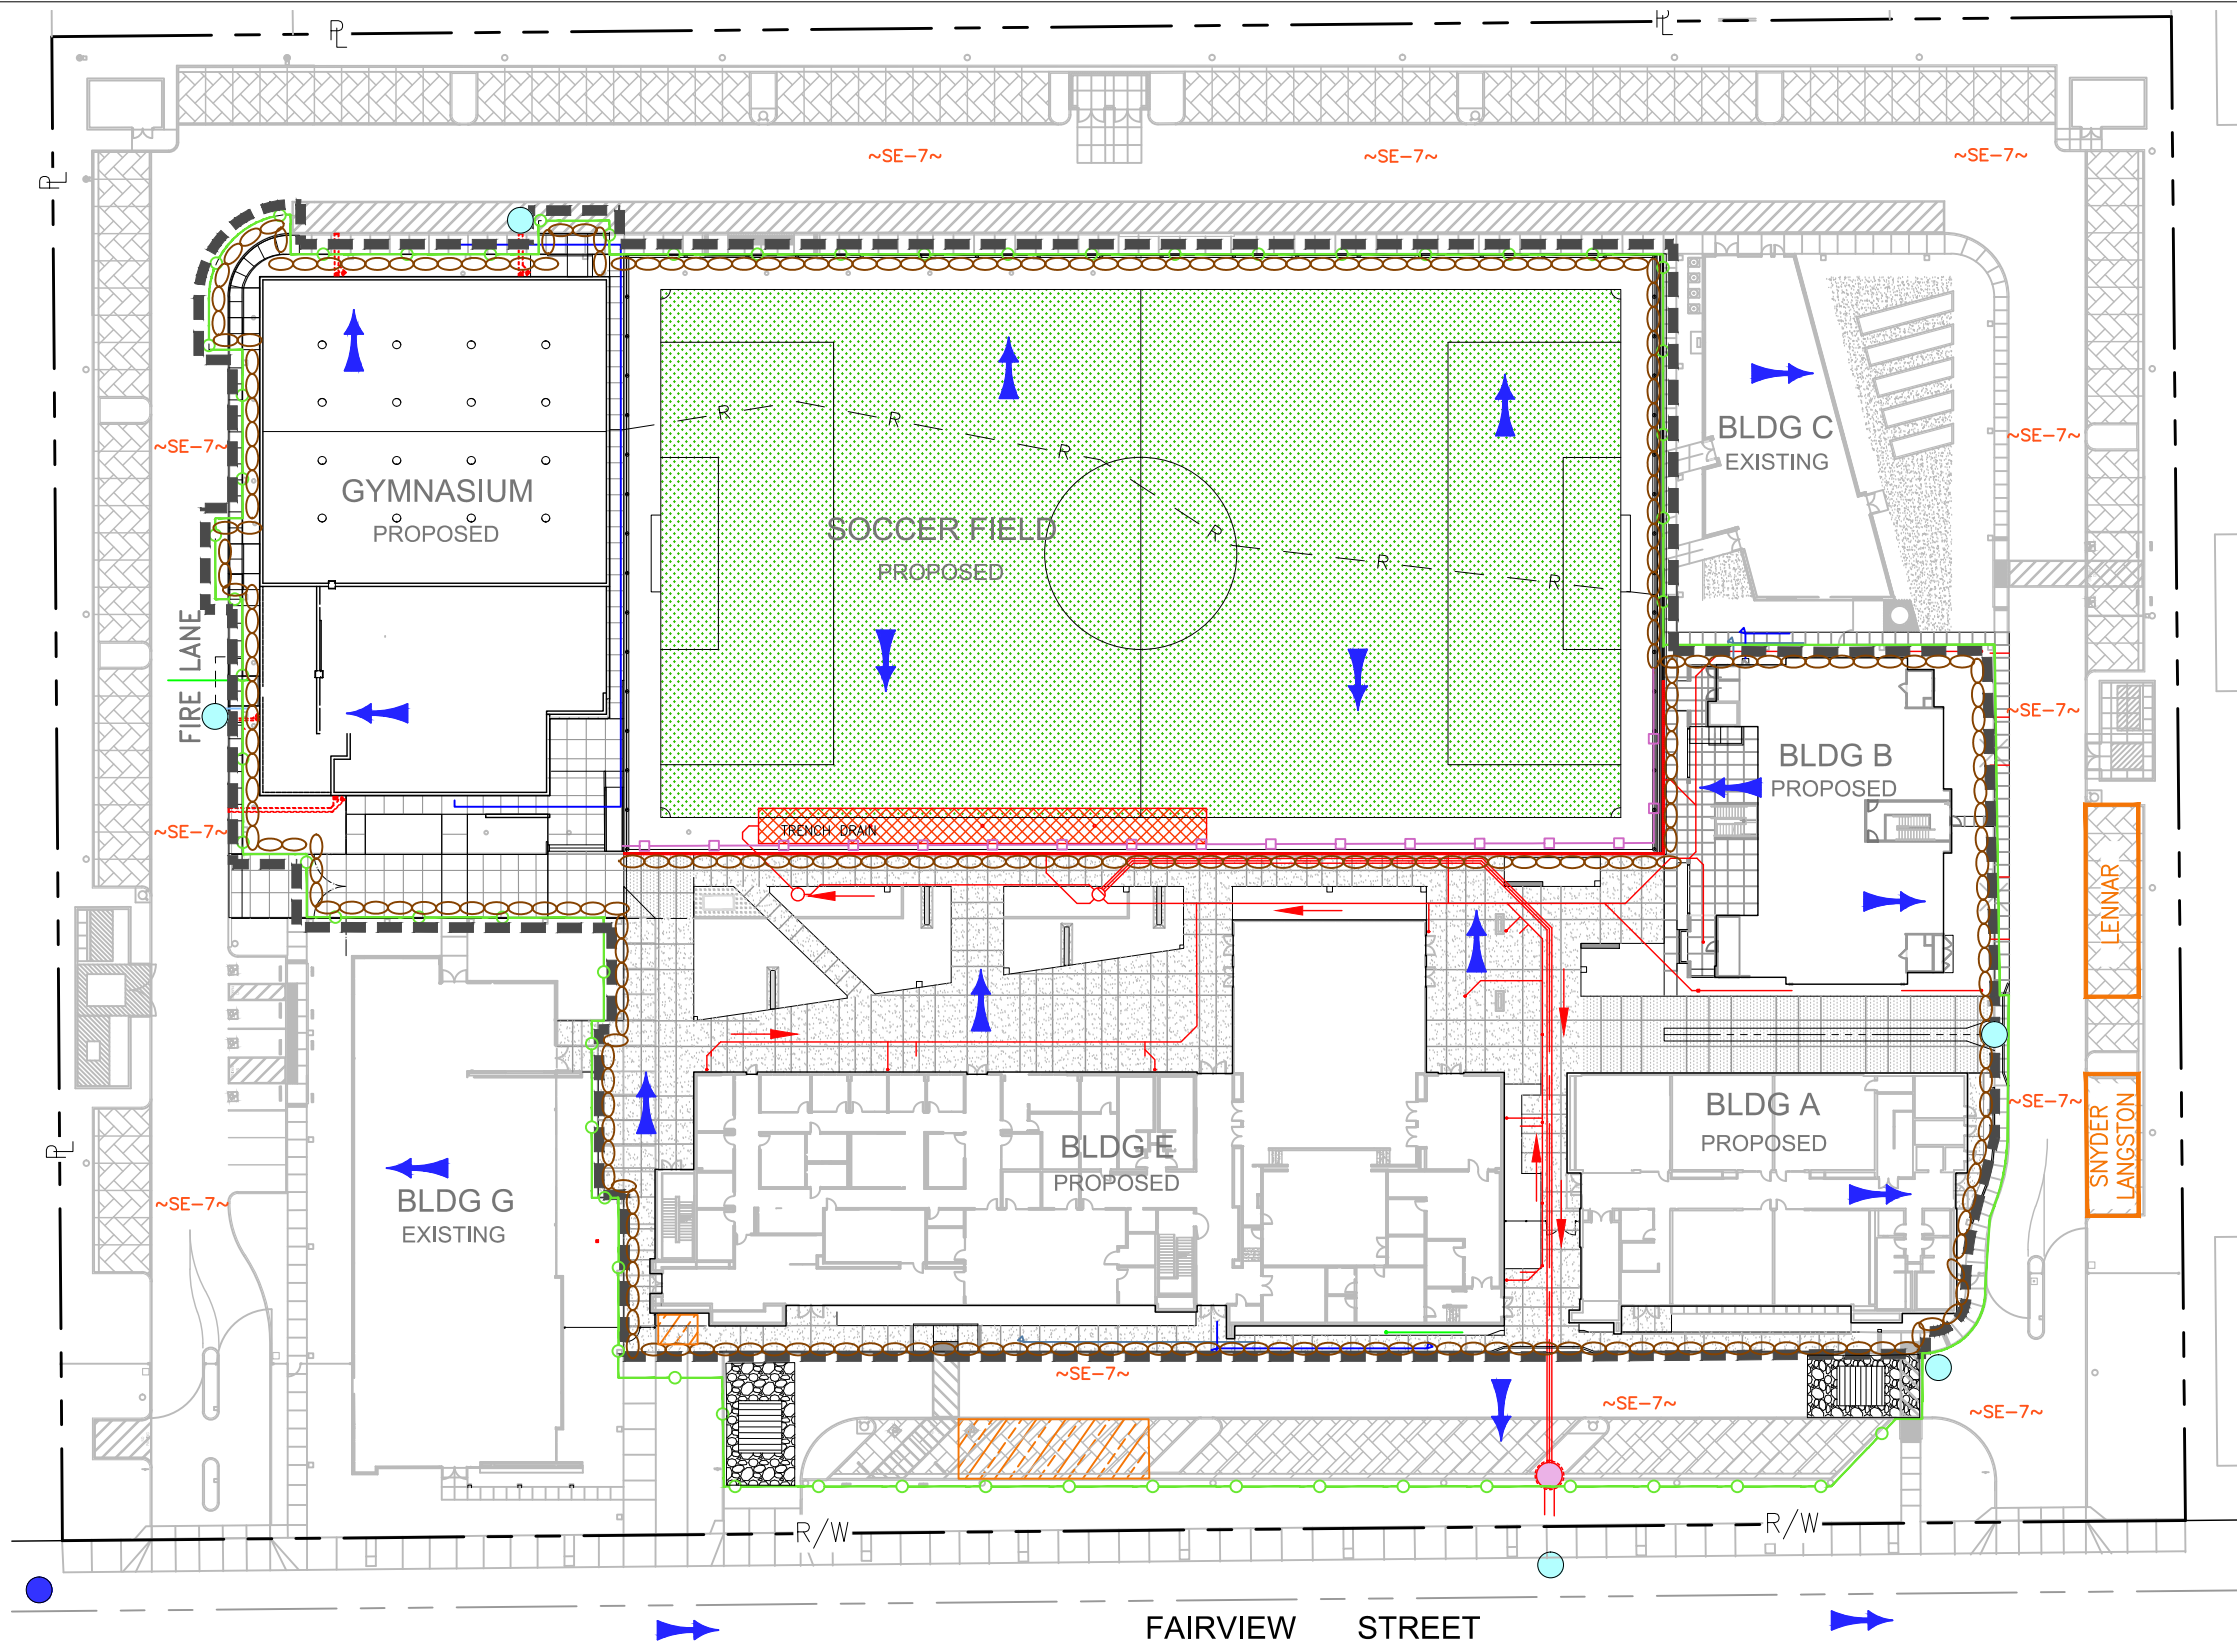 PL
PL
~SE-7~
~SE-7~
~SE-7~
PL
R
R
R
R
R
R
~SE-7~
GYMNASIUM
PROPOSED
SOCCER FIELD
PROPOSED
BLDG C
EXISTING
~SE-7~
FIRE LANE
~SE-7~
BLDG B
PROPOSED
~SE-7~
TRENCH DRAIN
LENNAR
BLDG A
PROPOSED
~SE-7~
SNYDER
LANGSTON
BLDG E
PROPOSED
PL
BLDG G
EXISTING
~SE-7~
~SE-7~
~SE-7~
~SE-7~
R/W
R/W
FAIRVIEW STREET